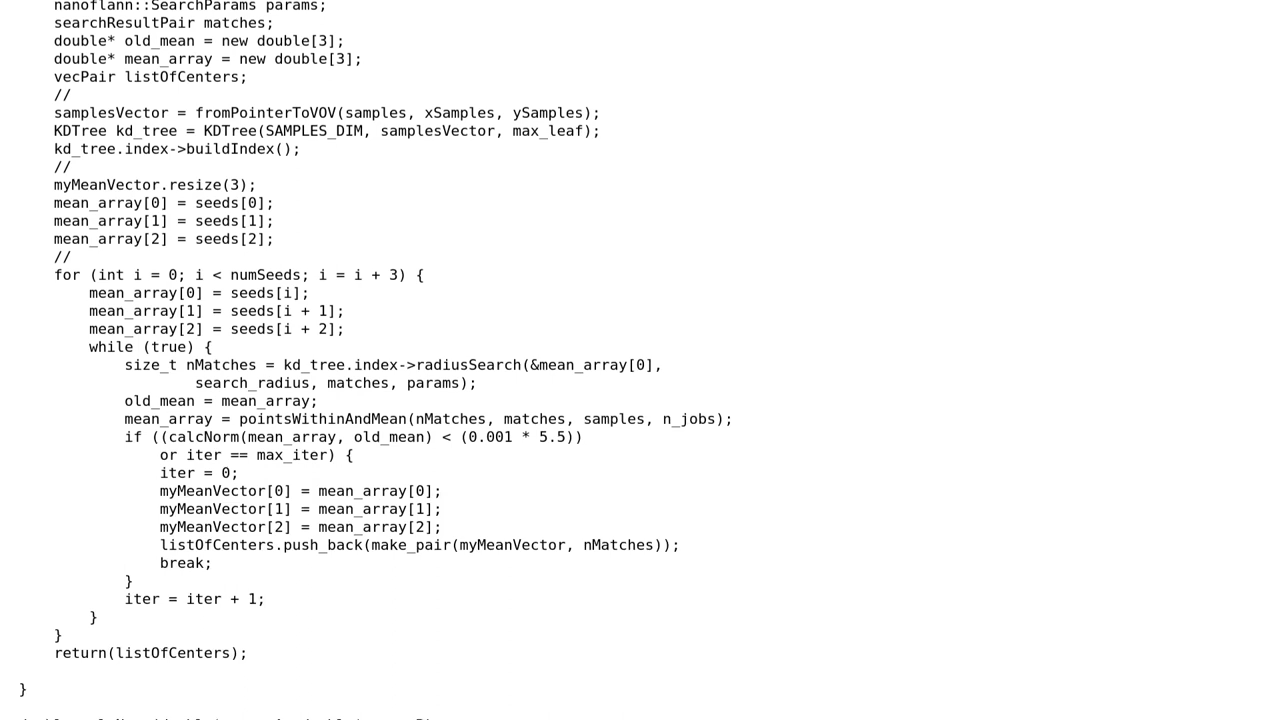 nanoflann::SearchParams params;
searchResultPair matches;
double* old_mean = new double[3];
double* mean_array = new double[3];
vecPair listOfCenters;
//
samplesVector = fromPointerToVOV(samples, xSamples, ySamples);
KDTree kd_tree = KDTree(SAMPLES_DIM, samplesVector, max_leaf);
kd_tree.index->buildIndex();
//
myMeanVector.resize(3);
mean_array[0] = seeds[0];
mean_array[1] = seeds[1];
mean_array[2] = seeds[2];
//
for (int i = 0; i < numSeeds; i = i + 3) {
mean_array[0] = seeds[i];
mean_array[1] = seeds[i + 1];
mean_array[2] = seeds[i + 2];
while (true) {
size_t nMatches = kd_tree.index->radiusSearch(&mean_array[0],
search_radius, matches, params);
old_mean = mean_array;
mean_array = pointsWithinAndMean(nMatches, matches, samples, n_jobs);
if ((calcNorm(mean_array, old_mean) < (0.001 * 5.5))
or iter == max_iter) {
iter = 0;
myMeanVector[0] = mean_array[0];
myMeanVector[1] = mean_array[1];
myMeanVector[2] = mean_array[2];
listOfCenters.push_back(make_pair(myMeanVector, nMatches));
break;
}
iter = iter + 1;
}
}
return(listOfCenters);
}